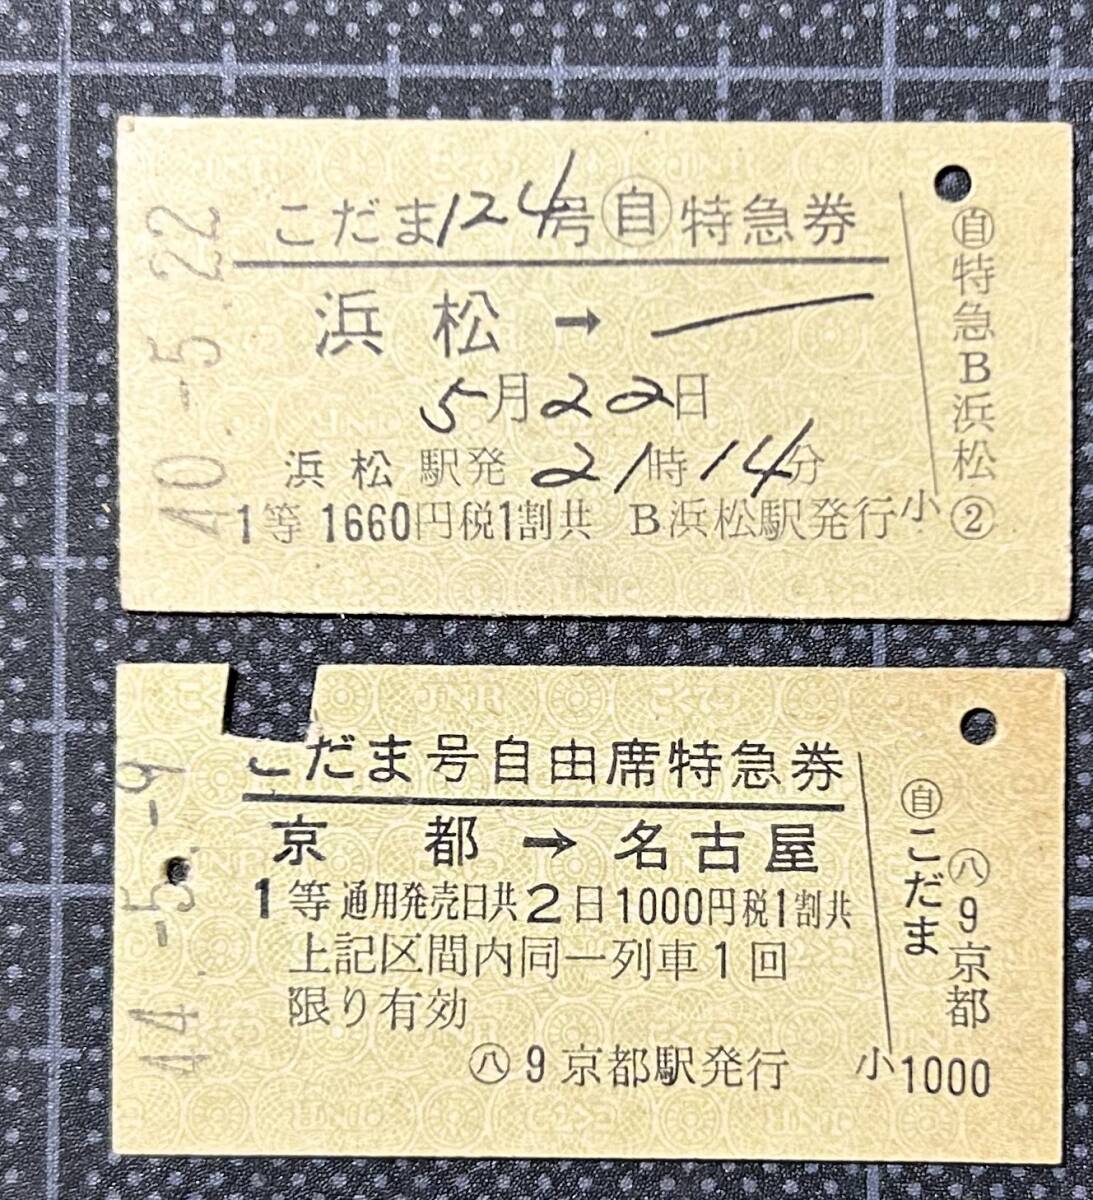 40.-5.22
こだま124号㊀特急券
浜松→
5月22日
浜松駅発 21時14分
1等 1660円税1割共 B浜松駅発行
小
自
特急B浜松
②
44.-5.-9
こだま号自由席特急券
京都→名古屋
1等 通用発売日共2日1000円税1割共
上記区間内同一列車1回
限り有効
㊇9京都駅発行
自
こだま
㊇9京都
小1000